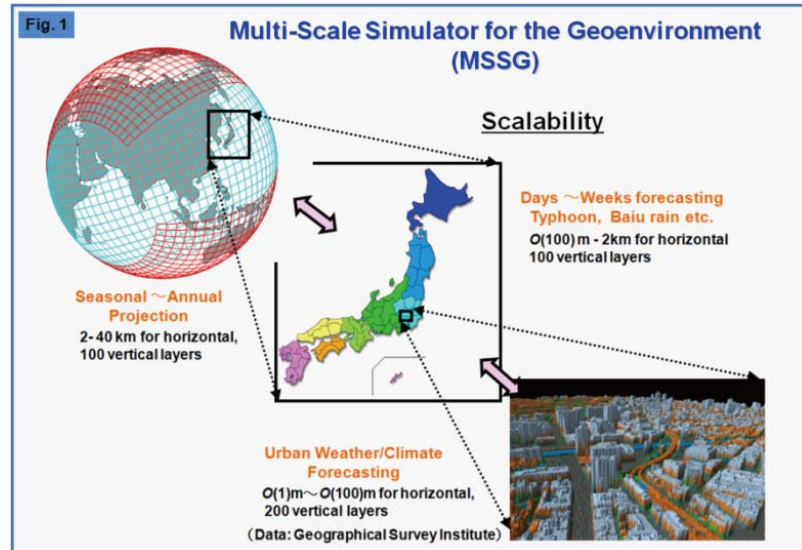 Fig. 1
Multi-Scale Simulator for the Geoenvironment
(MSSG)
Scalability
Days ～Weeks forecasting
Typhoon, Baiu rain etc.
O(100) m - 2km for horizontal
100 vertical layers
Seasonal ～Annual
Projection
2- 40 km for horizontal,
100 vertical layers
Urban Weather/Climate
Forecasting
O(1)m～O(100)m for horizontal,
200 vertical layers
(Data: Geographical Survey Institute)